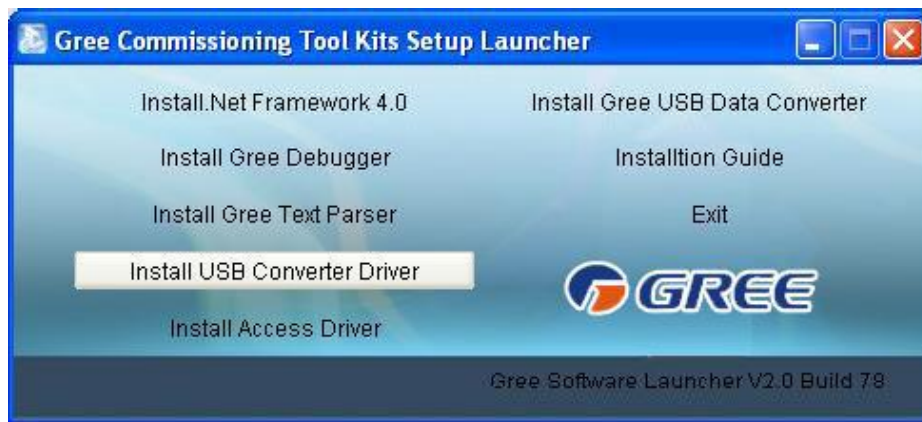 Gree Commissioning Tool Kits Setup Launcher
Install.Net Framework 4.0
Install Gree USB Data Converter
Install Gree Debugger
Installtion Guide
Install Gree Text Parser
Exit
Install USB Converter Driver
GREE
Install Access Driver
Gree Software Launcher V2.0 Build 78